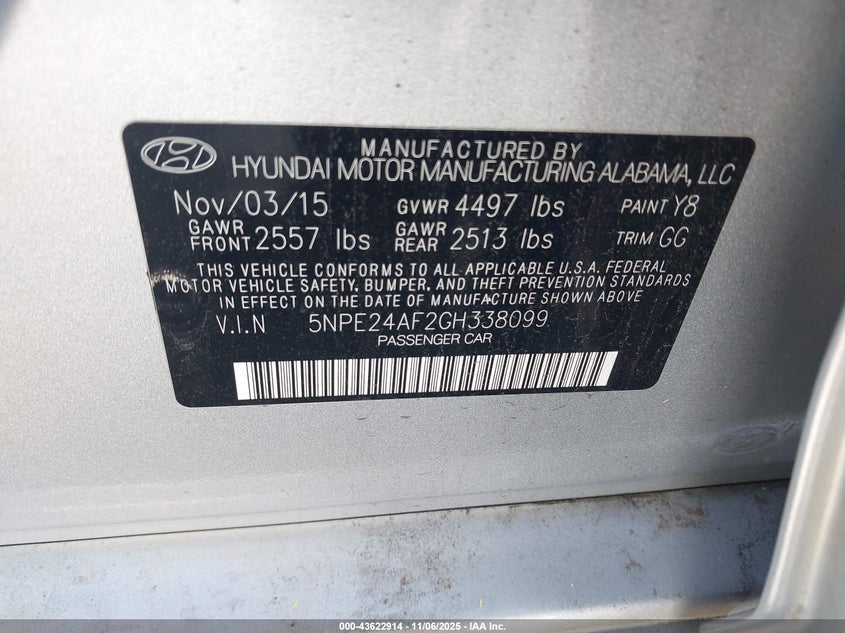 MANUFACTURED BY
HYUNDAI MOTOR MANUFACTURING ALABAMA, LLC
Nov/03/15 GVWR 4497 lbs PAINT Y8
GAWR FRONT 2557 lbs GAWR REAR 2513 lbs TRIM GG
THIS VEHICLE CONFORMS TO ALL APPLICABLE U.S.A. FEDERAL
MOTOR VEHICLE SAFETY, BUMPER, AND THEFT PREVENTION STANDARDS
IN EFFECT ON THE DATE OF MANUFACTURE SHOWN ABOVE
V.I.N 5NPE24AF2GH338099
PASSENGER CAR
000-43622914 - 11/06/2025 - IAA Inc.